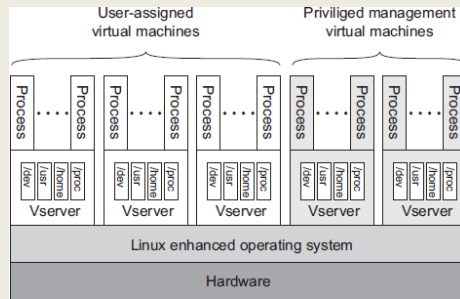 User-assigned
virtual machines
Priviliged management
virtual machines
Process
Process
Process
Process
Process
Process
Process
Process
Process
Process
/dev
/usr
/home
/proc
/dev
/usr
/home
/proc
/dev
/usr
/home
/proc
/dev
/usr
/home
/proc
/dev
/usr
/home
/proc
Vserver
Vserver
Vserver
Vserver
Vserver
Linux enhanced operating system
Hardware